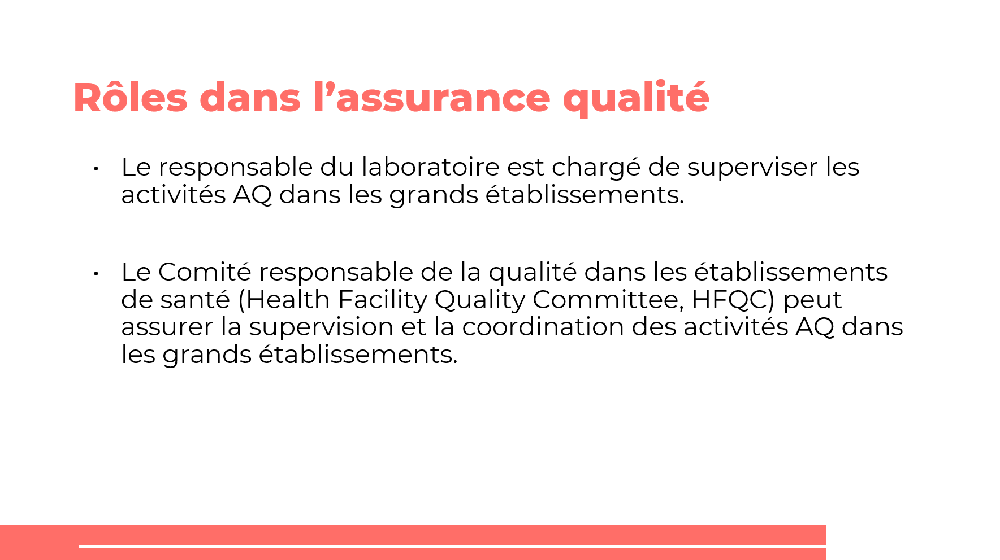 Rôles dans l’assurance qualité
• Le responsable du laboratoire est chargé de superviser les
activités AQ dans les grands établissements.
• Le Comité responsable de la qualité dans les établissements
de santé (Health Facility Quality Committee, HFQC) peut
assurer la supervision et la coordination des activités AQ dans
les grands établissements.